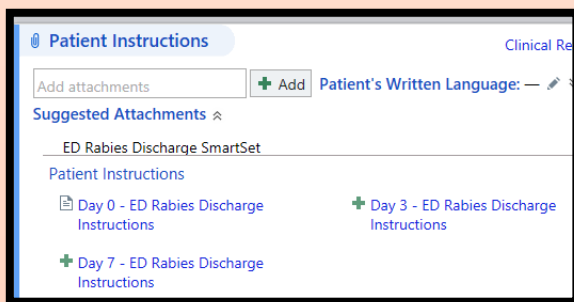 Patient Instructions
Clinical Re
Add attachments
Add Patient's Written Language: —
Suggested Attachments
ED Rabies Discharge SmartSet
Patient Instructions
Day 0 - ED Rabies Discharge
Instructions
Day 3 - ED Rabies Discharge
Instructions
Day 7 - ED Rabies Discharge
Instructions